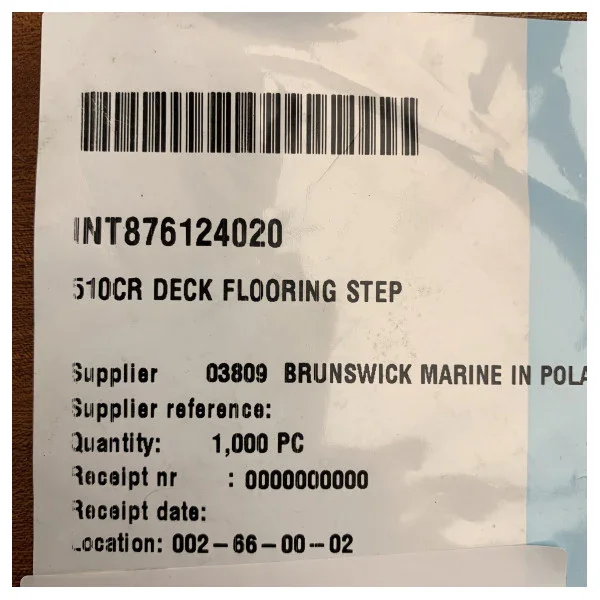 INT876124020
510CR DECK FLOORING STEP
Supplier 03809 BRUNSWICK MARINE IN POLA
Supplier reference:
Quantity: 1,000 PC
Receipt nr : 0000000000
Receipt date:
Location: 002-66-00-02